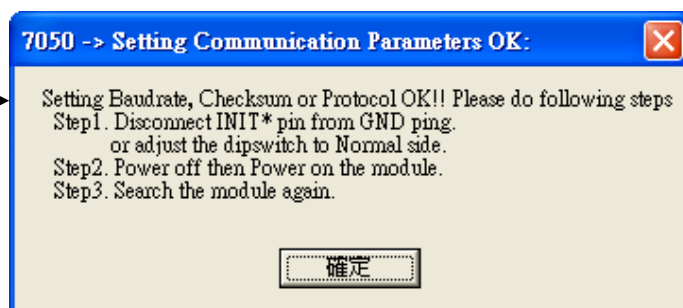 7050 -> Setting Communication Parameters OK:
Setting Baudrate, Checksum or Protocol OK!! Please do following steps
Step1. Disconnect INIT* pin from GND ping.
or adjust the dipswitch to Normal side.
Step2. Power off then Power on the module.
Step3. Search the module again.
確定